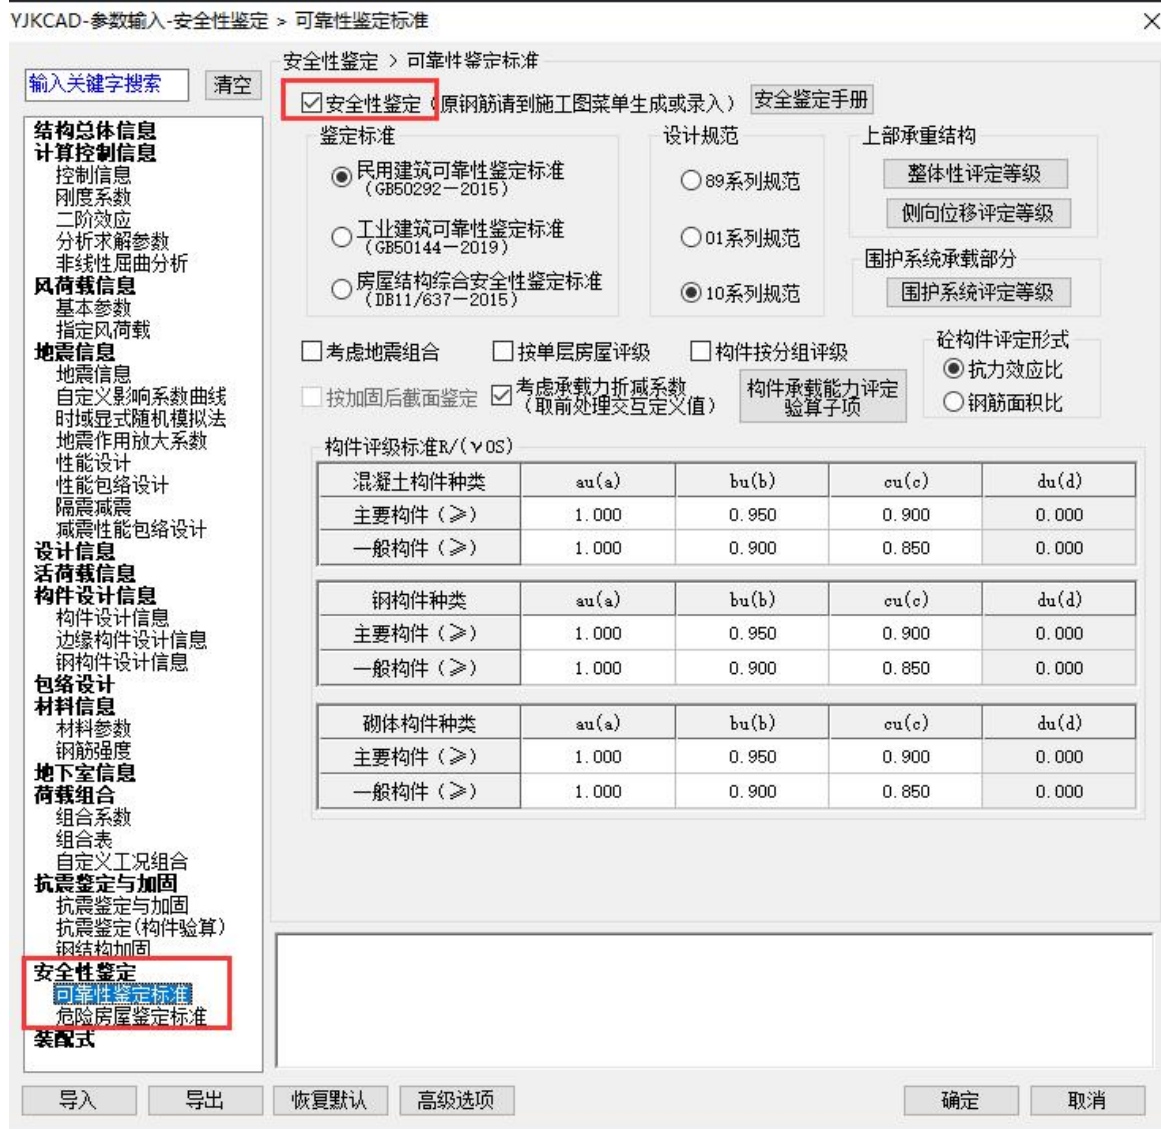 YJKCAD-参数输入-安全性鉴定 > 可靠性鉴定标准
输入关键字搜索
清空
结构总体信息
计算控制信息
控制信息
刚度系数
二阶效应
分析求解参数
非线性屈曲分析
风荷载信息
基本参数
指定风荷载
地震信息
地震信息
自定义影响系数曲线
时域显式随机模拟法
地震作用放大系数
性能设计
性能包络设计
隔震减震
减震性能包络设计
设计信息
活荷载信息
构件设计信息
构件设计信息
边缘构件设计信息
钢构件设计信息
包络设计
材料信息
材料参数
钢筋强度
地下室信息
荷载组合
组合系数
组合表
自定义工况组合
抗震鉴定与加固
抗震鉴定与加固
抗震鉴定(构件验算)
钢结构加固
安全性鉴定
可靠性鉴定标准
危险房屋鉴定标准
装配式
安全性鉴定 > 可靠性鉴定标准
安全性鉴定（原钢筋请到施工图菜单生成或录入）
安全鉴定手册
鉴定标准
民用建筑可靠性鉴定标准
(GB50292-2015)
工业建筑可靠性鉴定标准
(GB50144-2019)
房屋结构综合安全性鉴定标准
(DB11/637-2015)
设计规范
89系列规范
01系列规范
10系列规范
上部承重结构
整体性评定等级
侧向位移评定等级
围护系统承载部分
围护系统评定等级
考虑地震组合
按单层房屋评级
构件按分组评级
按加固后截面鉴定
考虑承载力折减系数
(取前处理交互定义值)
构件承载能力评定
验算子项
砼构件评定形式
抗力效应比
钢筋面积比
构件评级标准R/(γ0S)
混凝土构件种类 au(a) bu(b) cu(c) du(d)
主要构件（≥） 1.000 0.950 0.900 0.000
一般构件（≥） 1.000 0.900 0.850 0.000
钢构件种类 au(a) bu(b) cu(c) du(d)
主要构件（≥） 1.000 0.950 0.900 0.000
一般构件（≥） 1.000 0.900 0.850 0.000
砌体构件种类 au(a) bu(b) cu(c) du(d)
主要构件（≥） 1.000 0.950 0.900 0.000
一般构件（≥） 1.000 0.900 0.850 0.000
导入
导出
恢复默认
高级选项
确定
取消